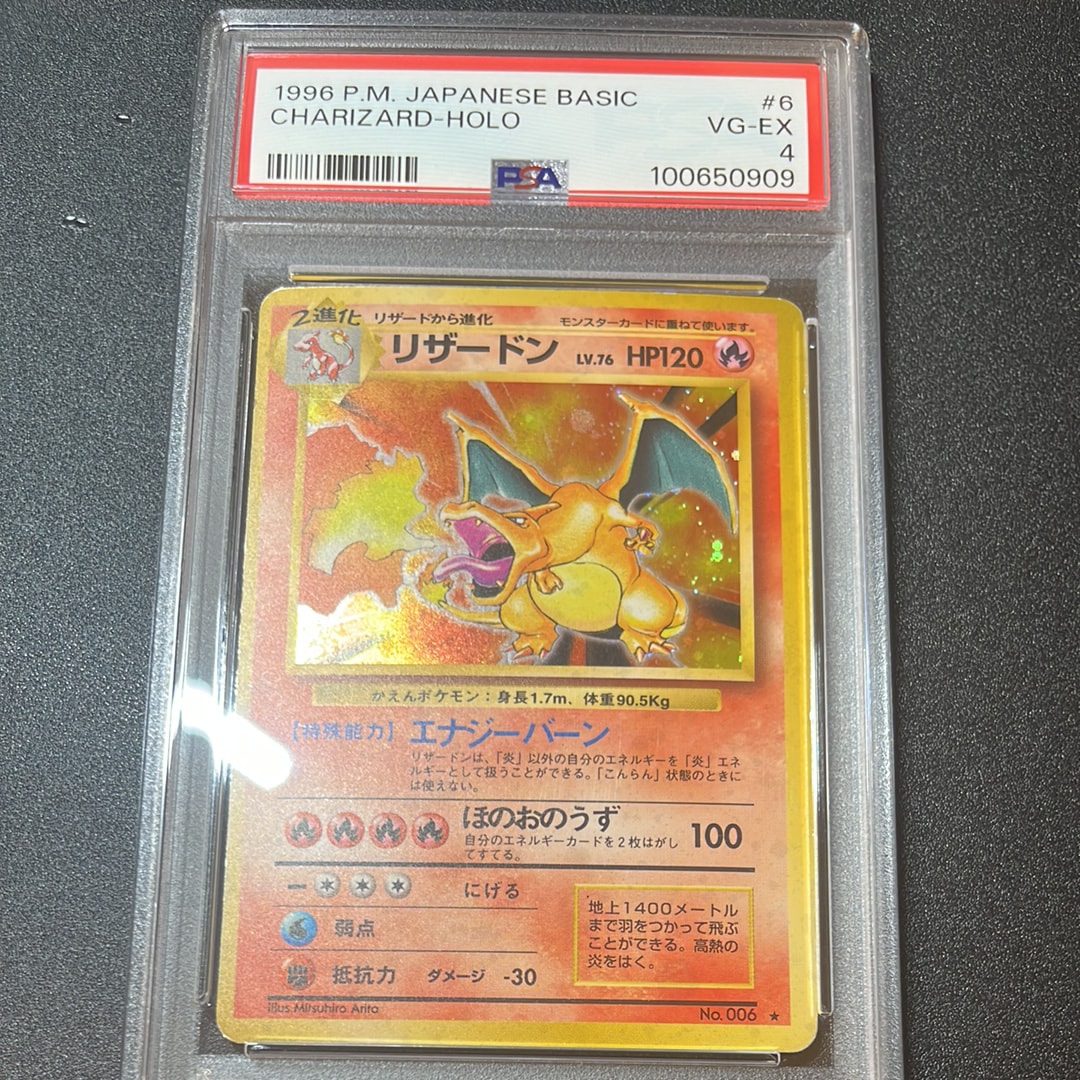 1996 P.M. JAPANESE BASIC #6
CHARIZARD-HOLO VG-EX
4
PSA 100650909
2進化 リザードから進化 モンスターカードに重ねて使います。
リザードン LV.76 HP120
かえんポケモン：身長1.7m、体重90.5Kg
【特殊能力】 エナジーバーン
リザードンは、「炎」以外の自分のエネルギーを「炎」エネ
ルギーとして扱うことができる。「こんらん」状態のときに
は使えない。
ほのおのうず 100
自分のエネルギーカードを2枚はがし
てすてる。
にげる
弱点
抵抗力 ダメージ -30
地上1400メートル
まで羽をつかって飛ぶ
ことができる。高熱の
炎をはく。
Illus. Mitsuhiro Arita No. 006 ★